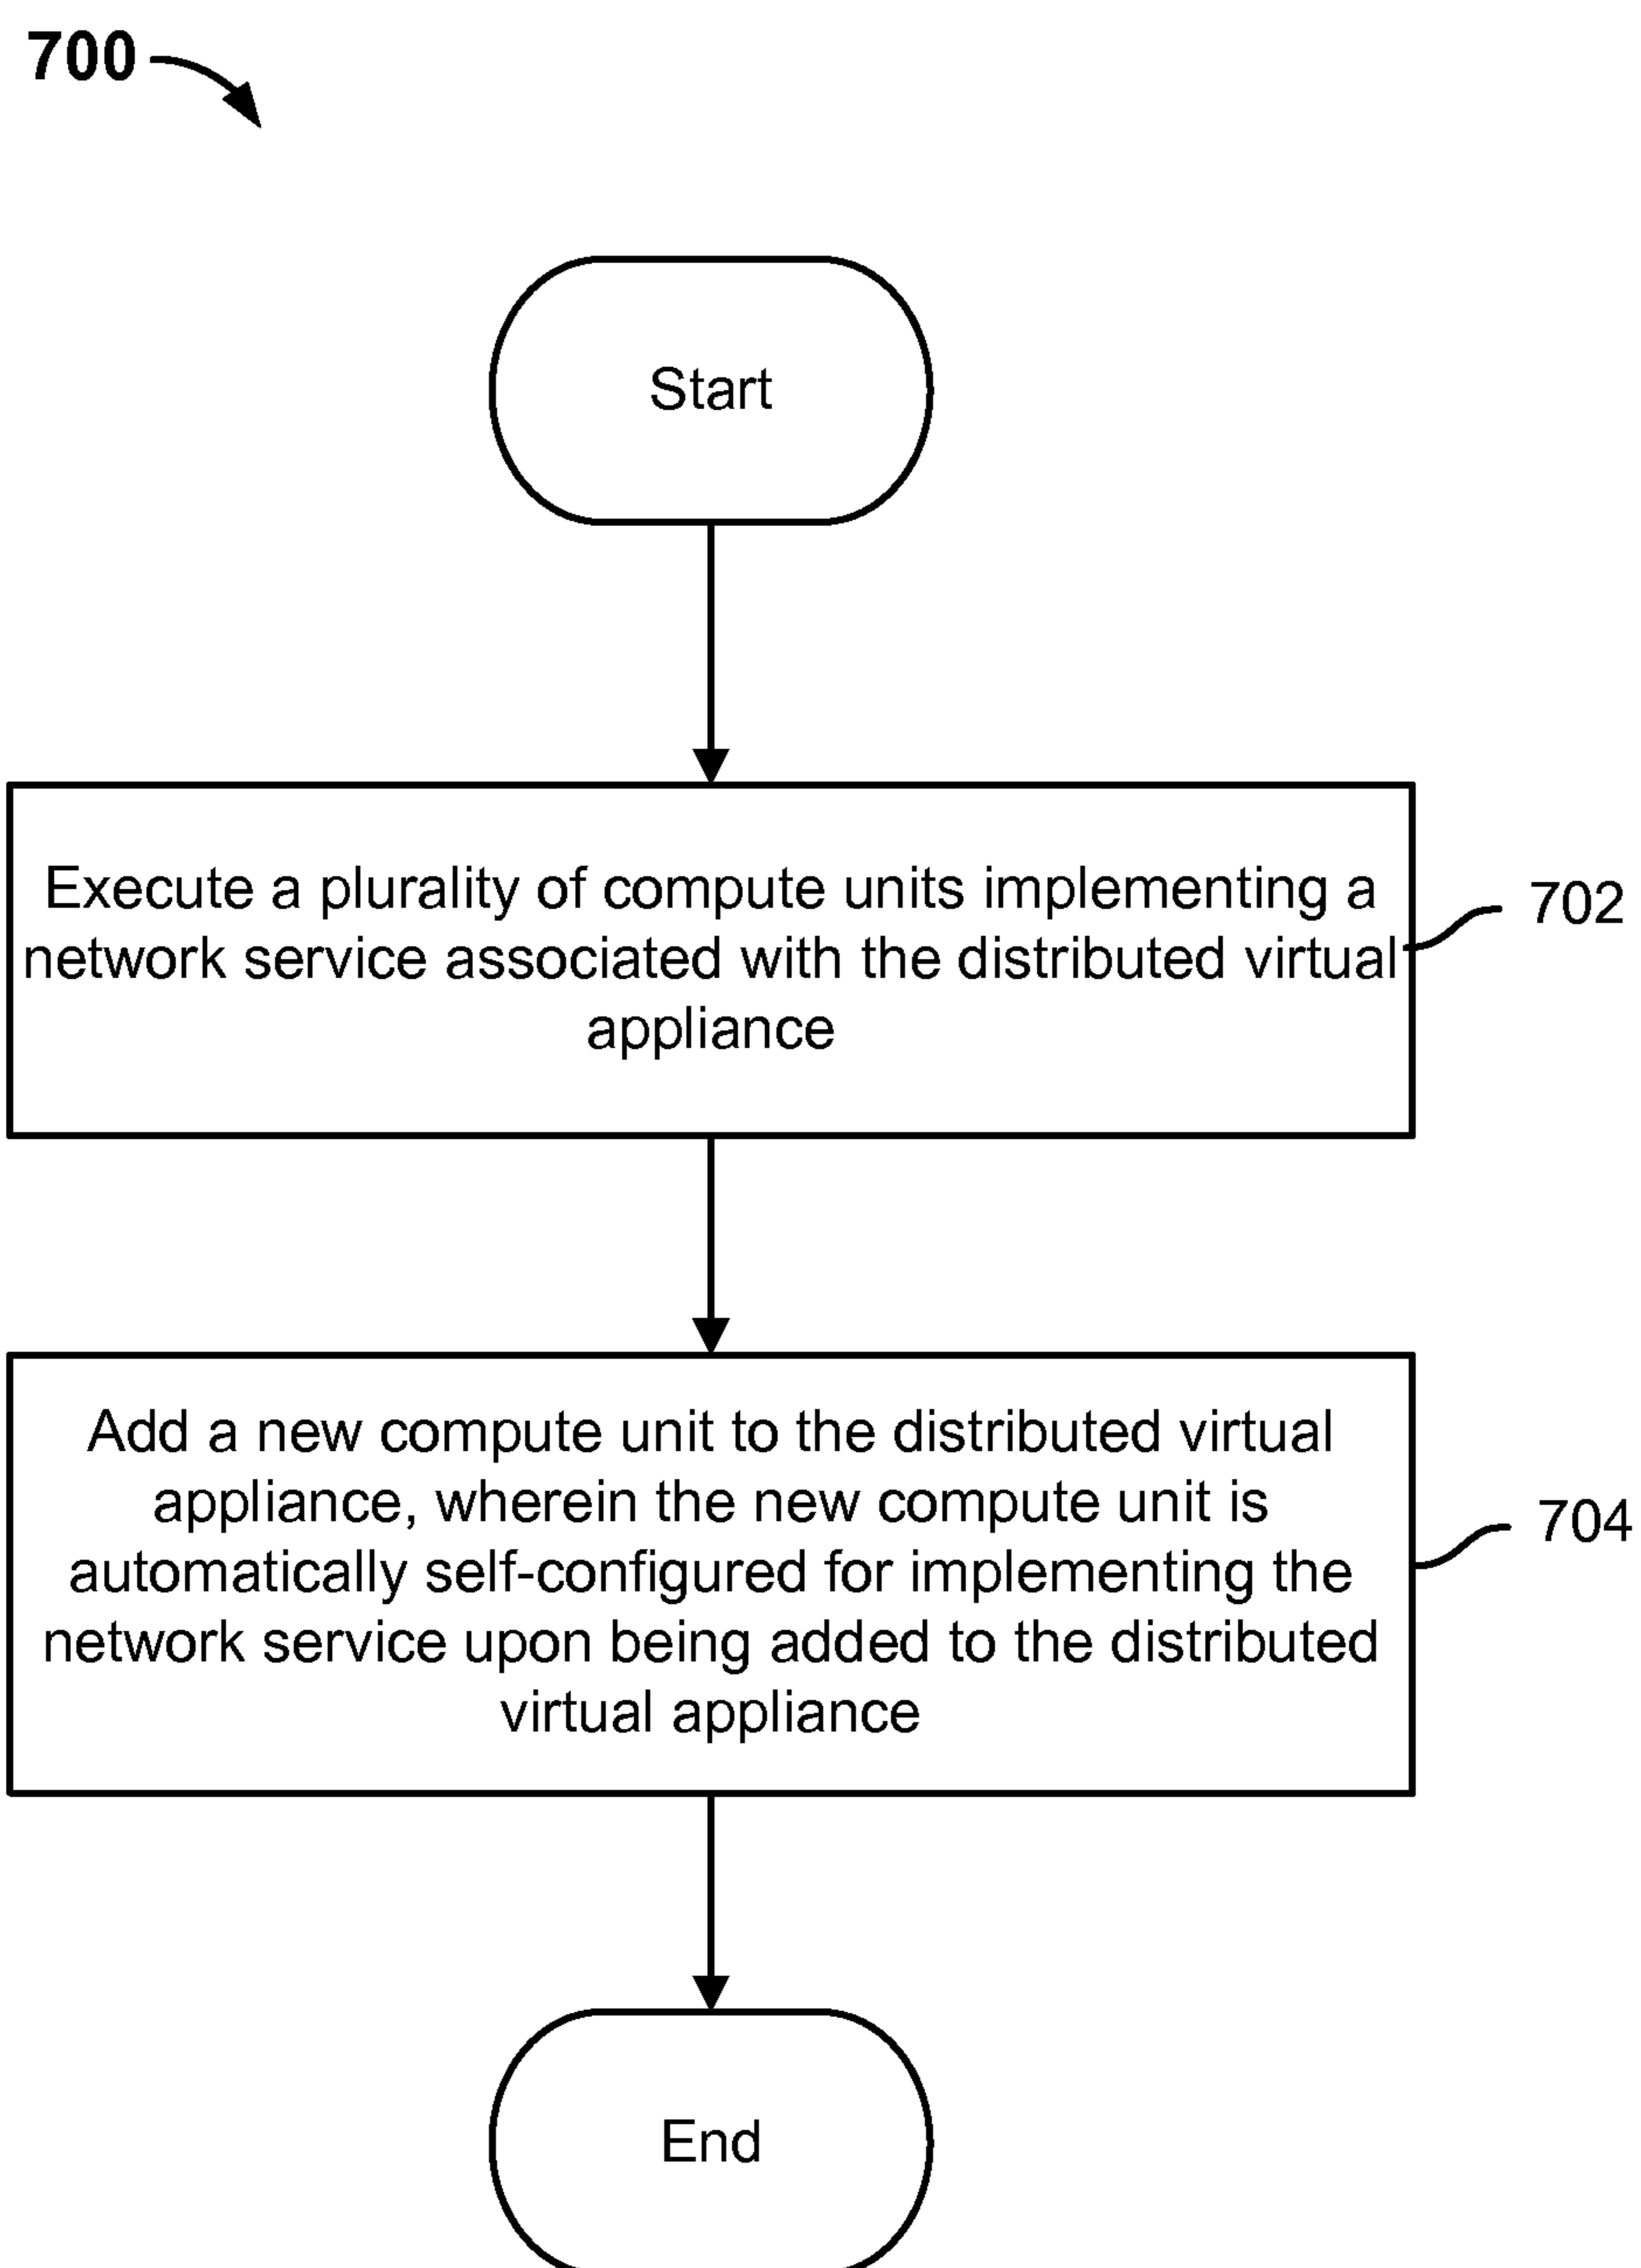 700
Start
Execute a plurality of compute units implementing a
network service associated with the distributed virtual
appliance
702
Add a new compute unit to the distributed virtual
appliance, wherein the new compute unit is
automatically self-configured for implementing the
network service upon being added to the distributed
virtual appliance
704
End